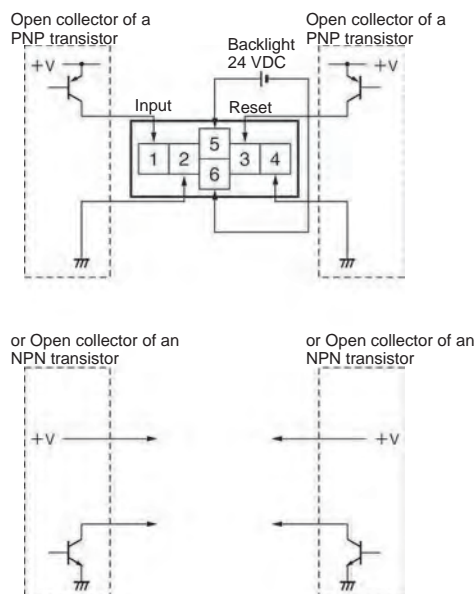 Open collector of a
PNP transistor
Open collector of a
PNP transistor
Backlight
24 VDC
+V
+V
Input
Reset
1 2 5 3 4
6
or Open collector of an
NPN transistor
or Open collector of an
NPN transistor
+V
+V